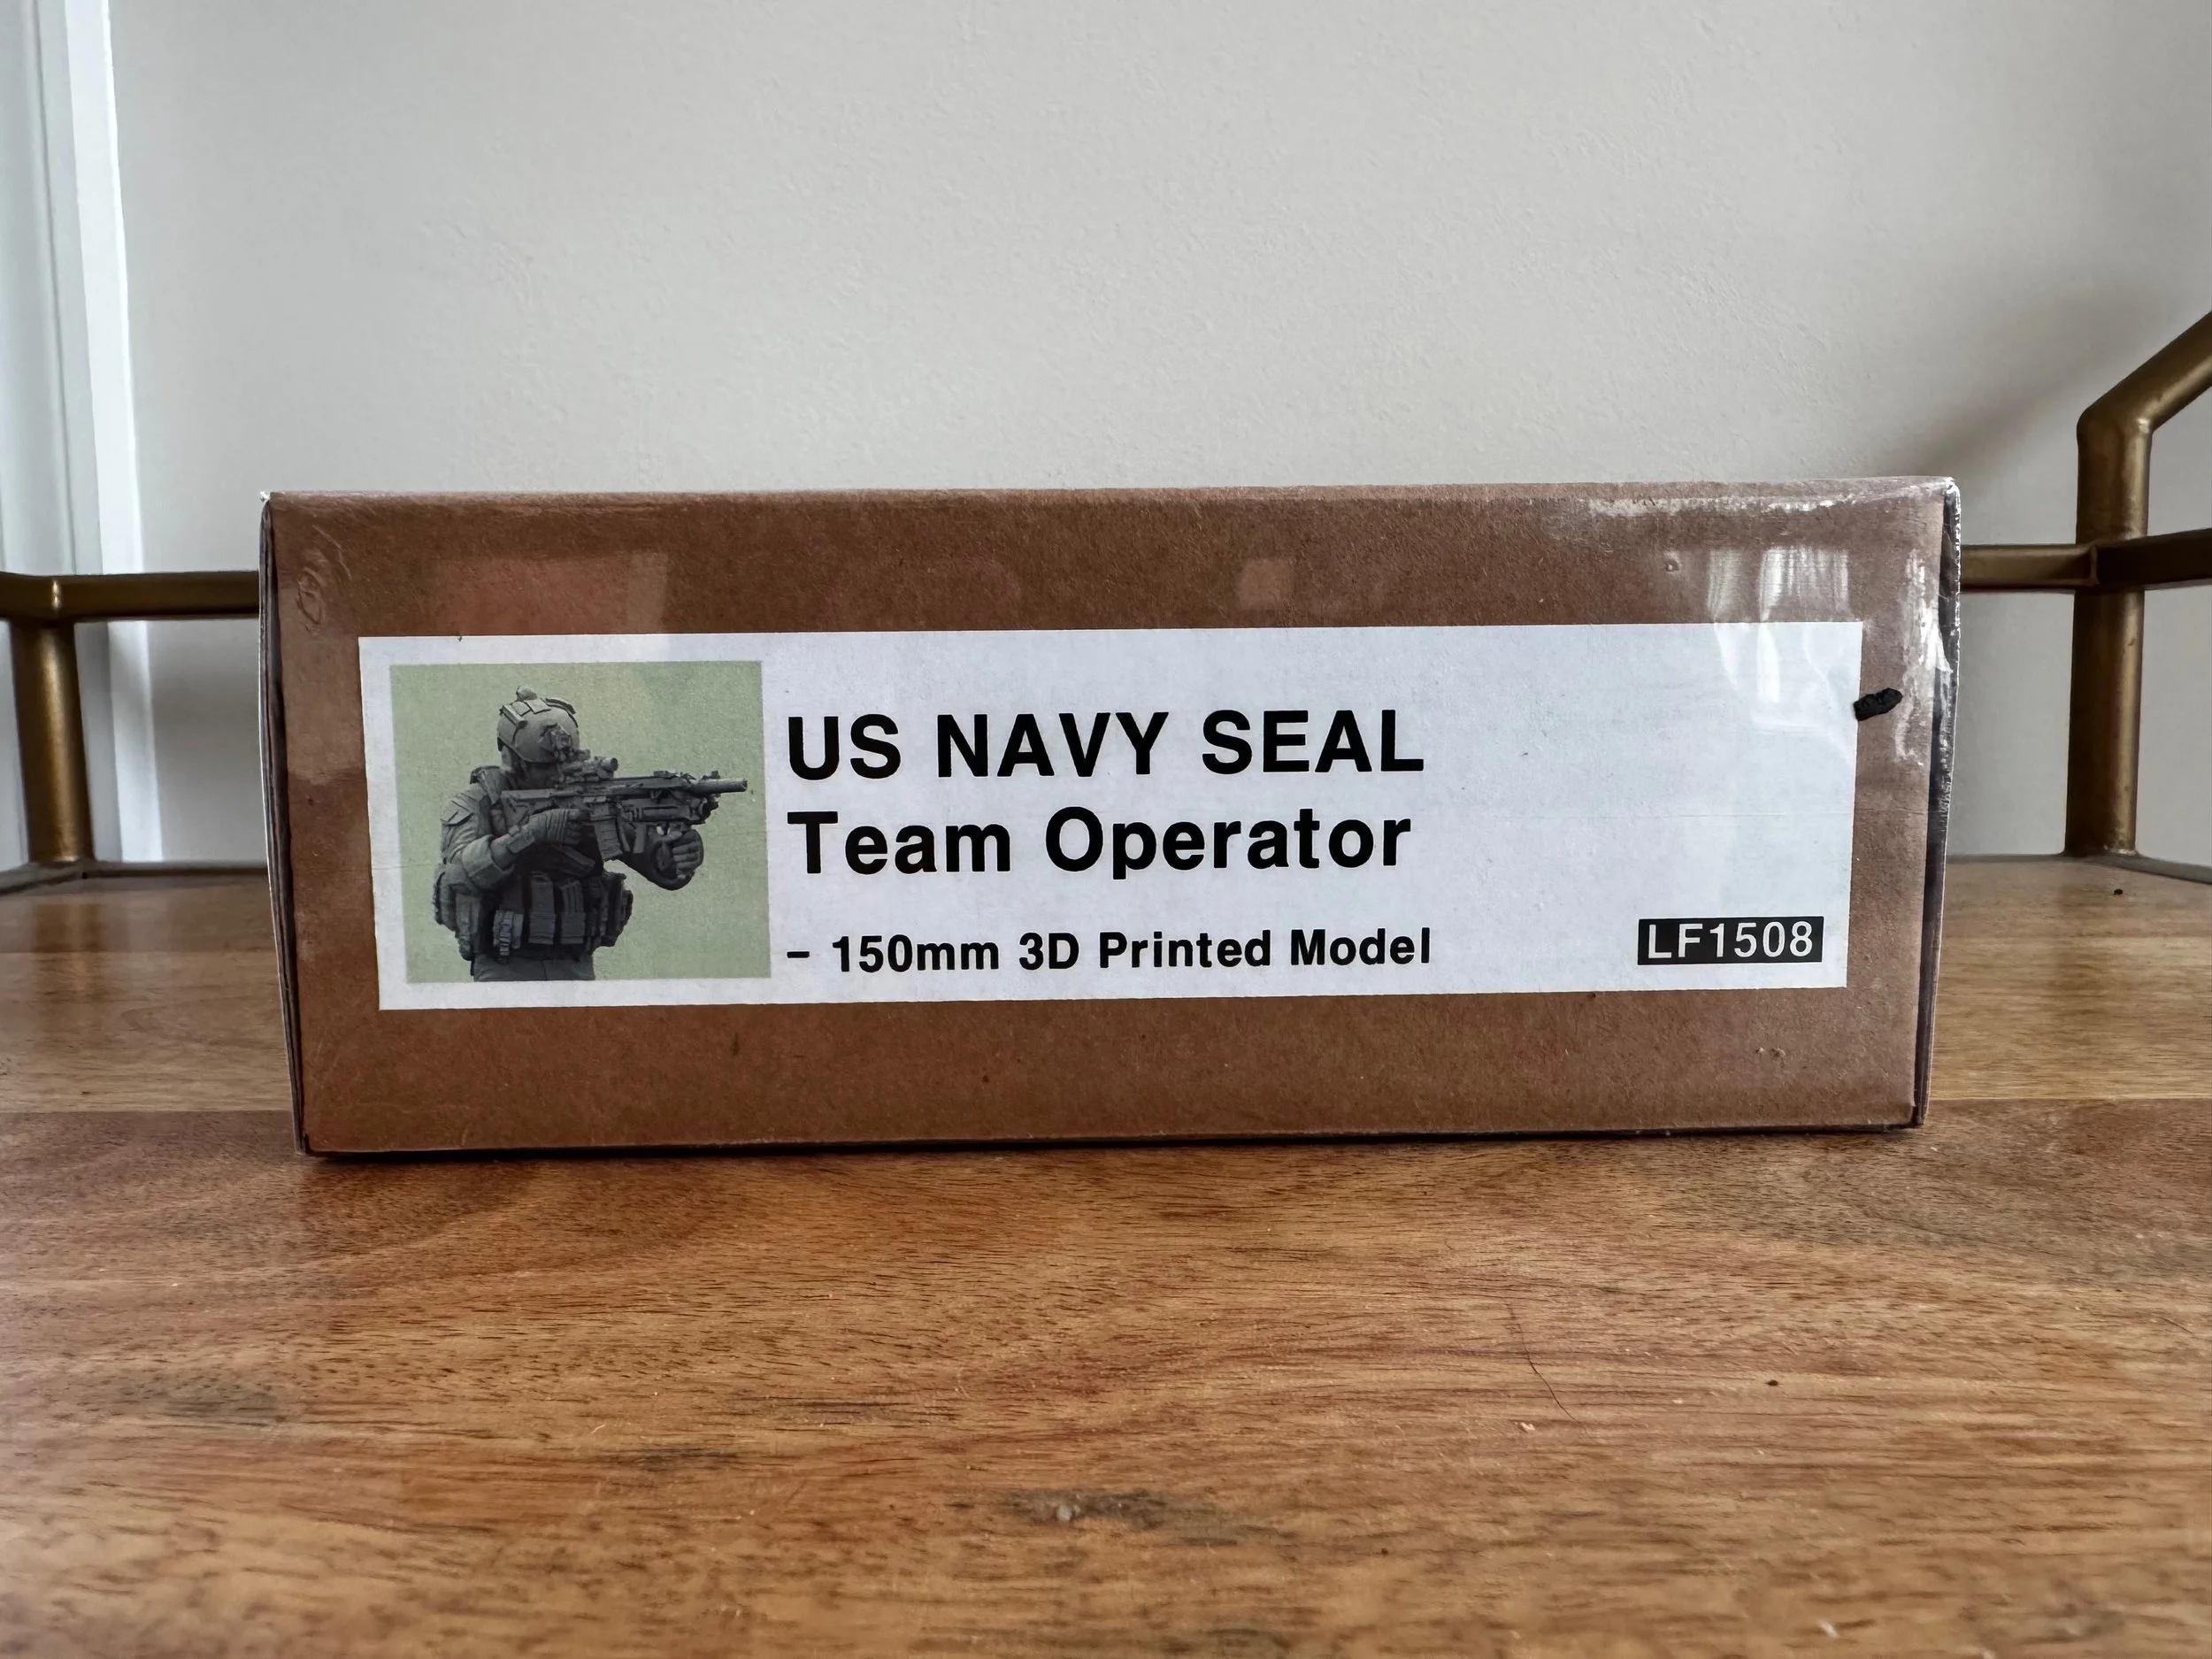 US NAVY SEAL
Team Operator
- 150mm 3D Printed Model
LF1508